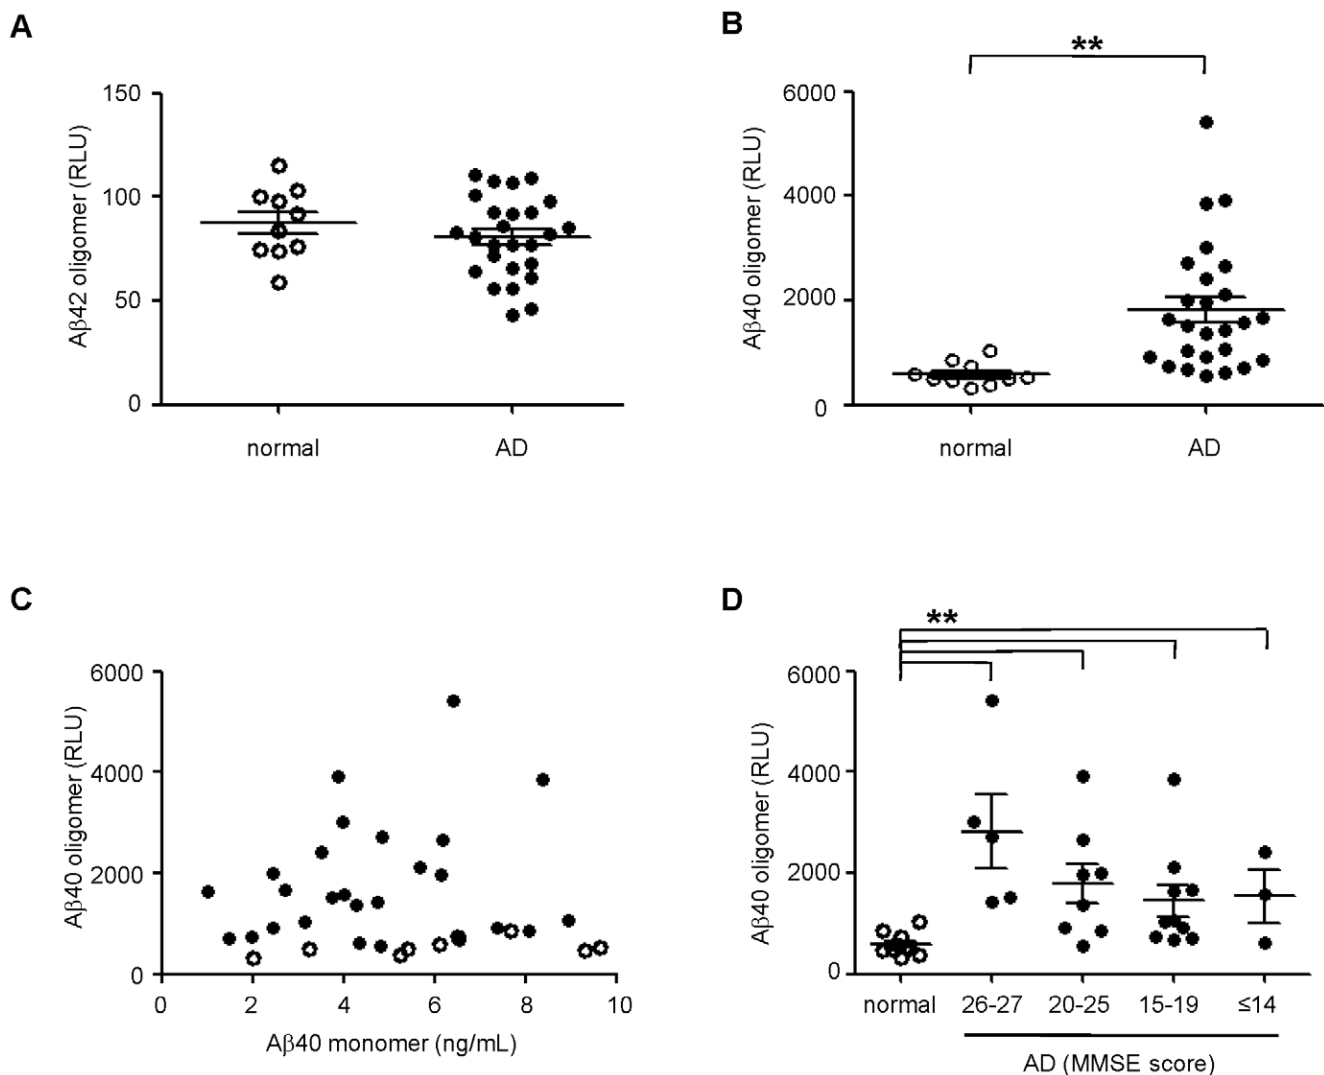 A
Aβ42 oligomer (RLU)
150
100
50
0
normal AD
B
**
Aβ40 oligomer (RLU)
6000
4000
2000
0
normal AD
C
Aβ40 oligomer (RLU)
6000
4000
2000
0
0 2 4 6 8 10
Aβ40 monomer (ng/mL)
D
**
Aβ40 oligomer (RLU)
6000
4000
2000
0
normal 26-27 20-25 15-19 ≤14
AD (MMSE score)